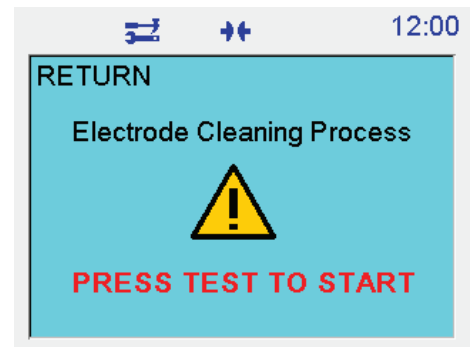 12:00
RETURN
Electrode Cleaning Process
PRESS TEST TO START